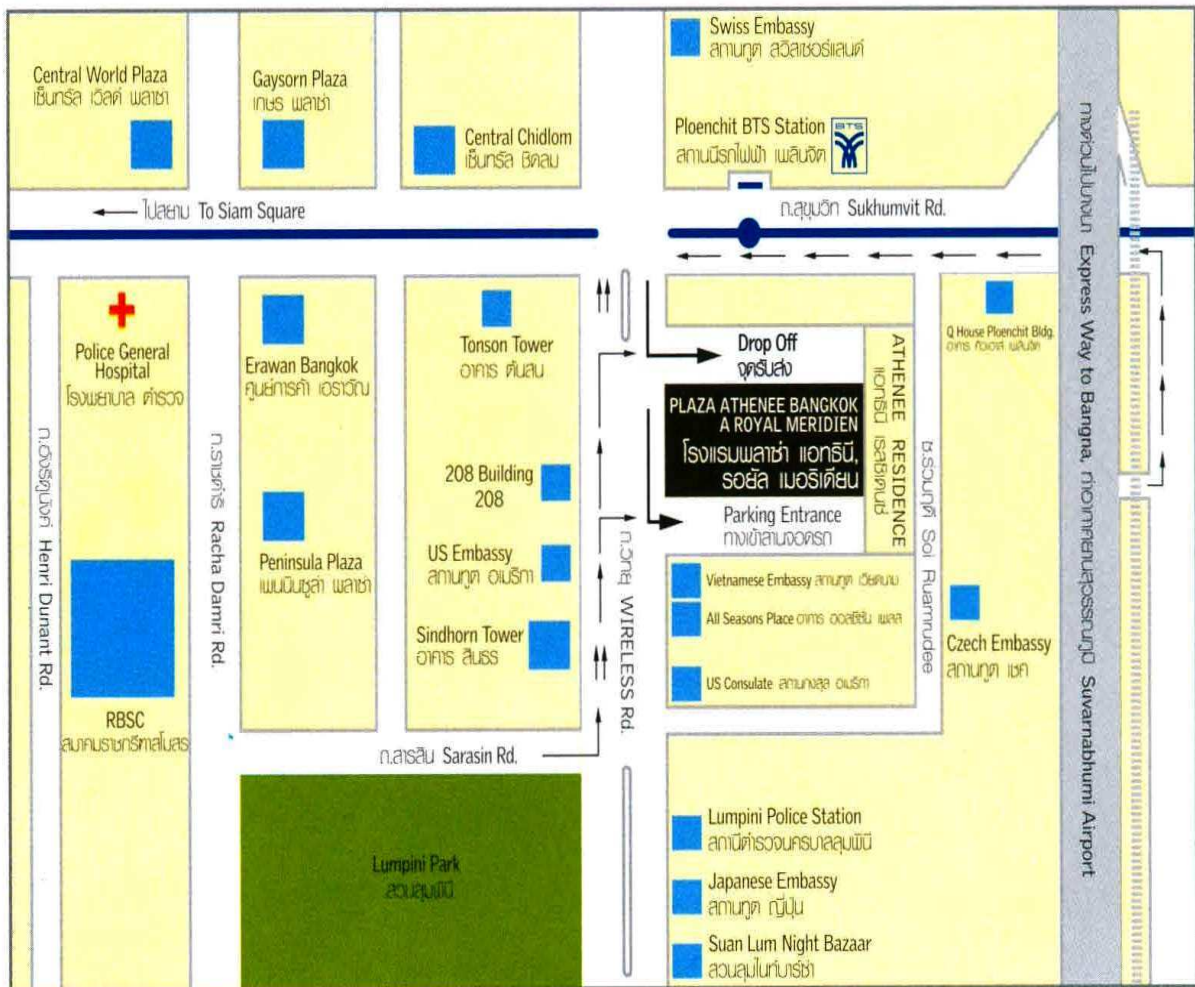 Central World Plaza
เซ็นทรัล เวิลด์ พลาซา
Gaysorn Plaza
เกษร พลาซ่า
Central Chidlom
เซ็นทรัล ชิดลม
Swiss Embassy
สถานทูต สวิสเซอร์แลนด์
Ploenchit BTS Station
สถานีรถไฟฟ้า เพลินจิต
BTS
ไปสยาม To Siam Square
ถ.สุขุมวิท Sukhumvit Rd.
Police General
Hospital
โรงพยาบาล ตำรวจ
Erawan Bangkok
ศูนย์การค้า เอราวัณ
Tonson Tower
อาคาร ต้นสน
Drop Off
จุดรับส่ง
PLAZA ATHENEE BANGKOK
A ROYAL MERIDIEN
โรงแรมพลาซ่า แอทธินี,
รอยัล เมอริเดียน
Parking Entrance
ทางเข้าลานจอดรถ
ATHENEE RESIDENCE
แอทธินี เรสซิเดนซ์
Q House Ploenchit Bldg.
อาคาร คิวเฮาส์ เพลินจิต
208 Building
208
US Embassy
สถานทูต อเมริกา
Sindhorn Tower
อาคาร สินธร
Peninsula Plaza
เพนนินซูล่า พลาซ่า
RBSC
สมาคมราชกรีฑาสโมสร
ถ.อังรีดูนังต์ Henri Dunant Rd.
ถ.ราชดำริ Racha Damri Rd.
ถ.วิทยุ WIRELESS Rd.
ซ.ร่วมฤดี Soi Ruamrudee
Vietnamese Embassy สถานทูต เวียดนาม
All Seasons Place อาคาร ออลซีซัน เพลส
US Consulate สถานกงสุล อเมริกา
Czech Embassy
สถานทูต เชค
ทางด่วนไปบางนา Express Way to Bangna, ท่าอากาศยานสุวรรณภูมิ Suvarnabhumi Airport
ถ.สารสิน Sarasin Rd.
Lumpini Park
สวนลุมพินี
Lumpini Police Station
สถานีตำรวจนครบาลลุมพินี
Japanese Embassy
สถานทูต ญี่ปุ่น
Suan Lum Night Bazaar
สวนลุมไนท์บาร์ซ่า